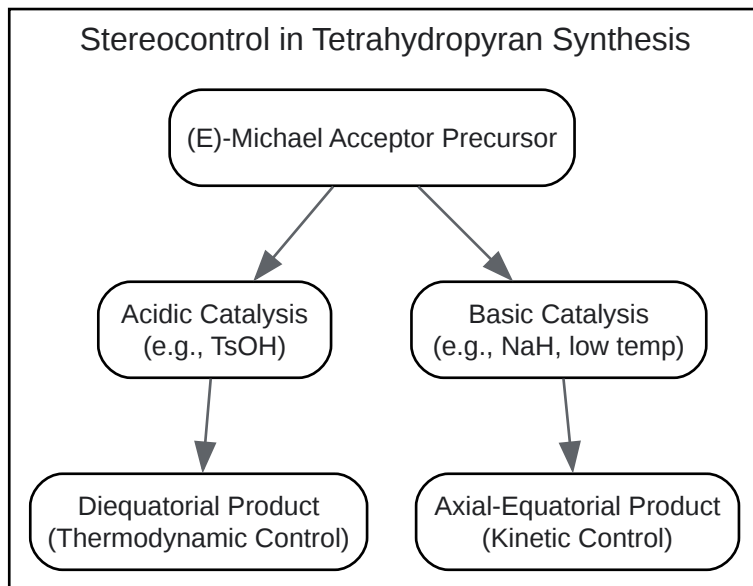 Stereocontrol in Tetrahydropyran Synthesis
(E)-Michael Acceptor Precursor
Acidic Catalysis
(e.g., TsOH)
Basic Catalysis
(e.g., NaH, low temp)
Diequatorial Product
(Thermodynamic Control)
Axial-Equatorial Product
(Kinetic Control)